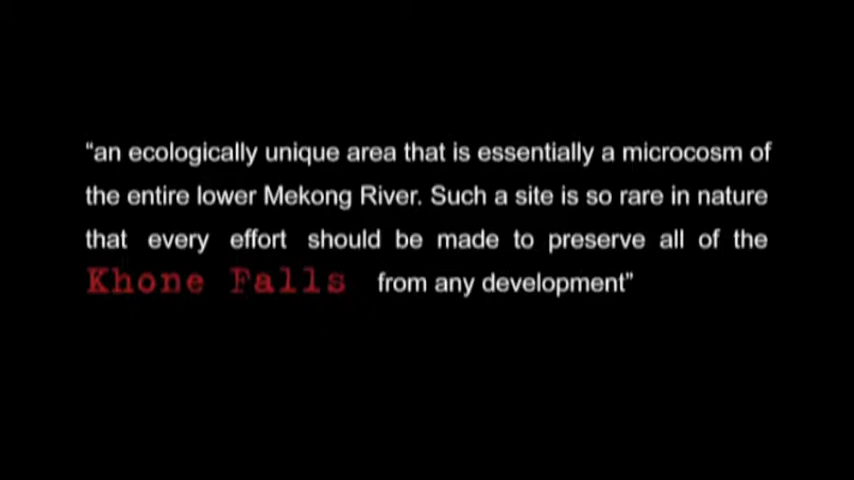 “an ecologically unique area that is essentially a microcosm of
the entire lower Mekong River. Such a site is so rare in nature
that every effort should be made to preserve all of the
Khone Falls from any development”